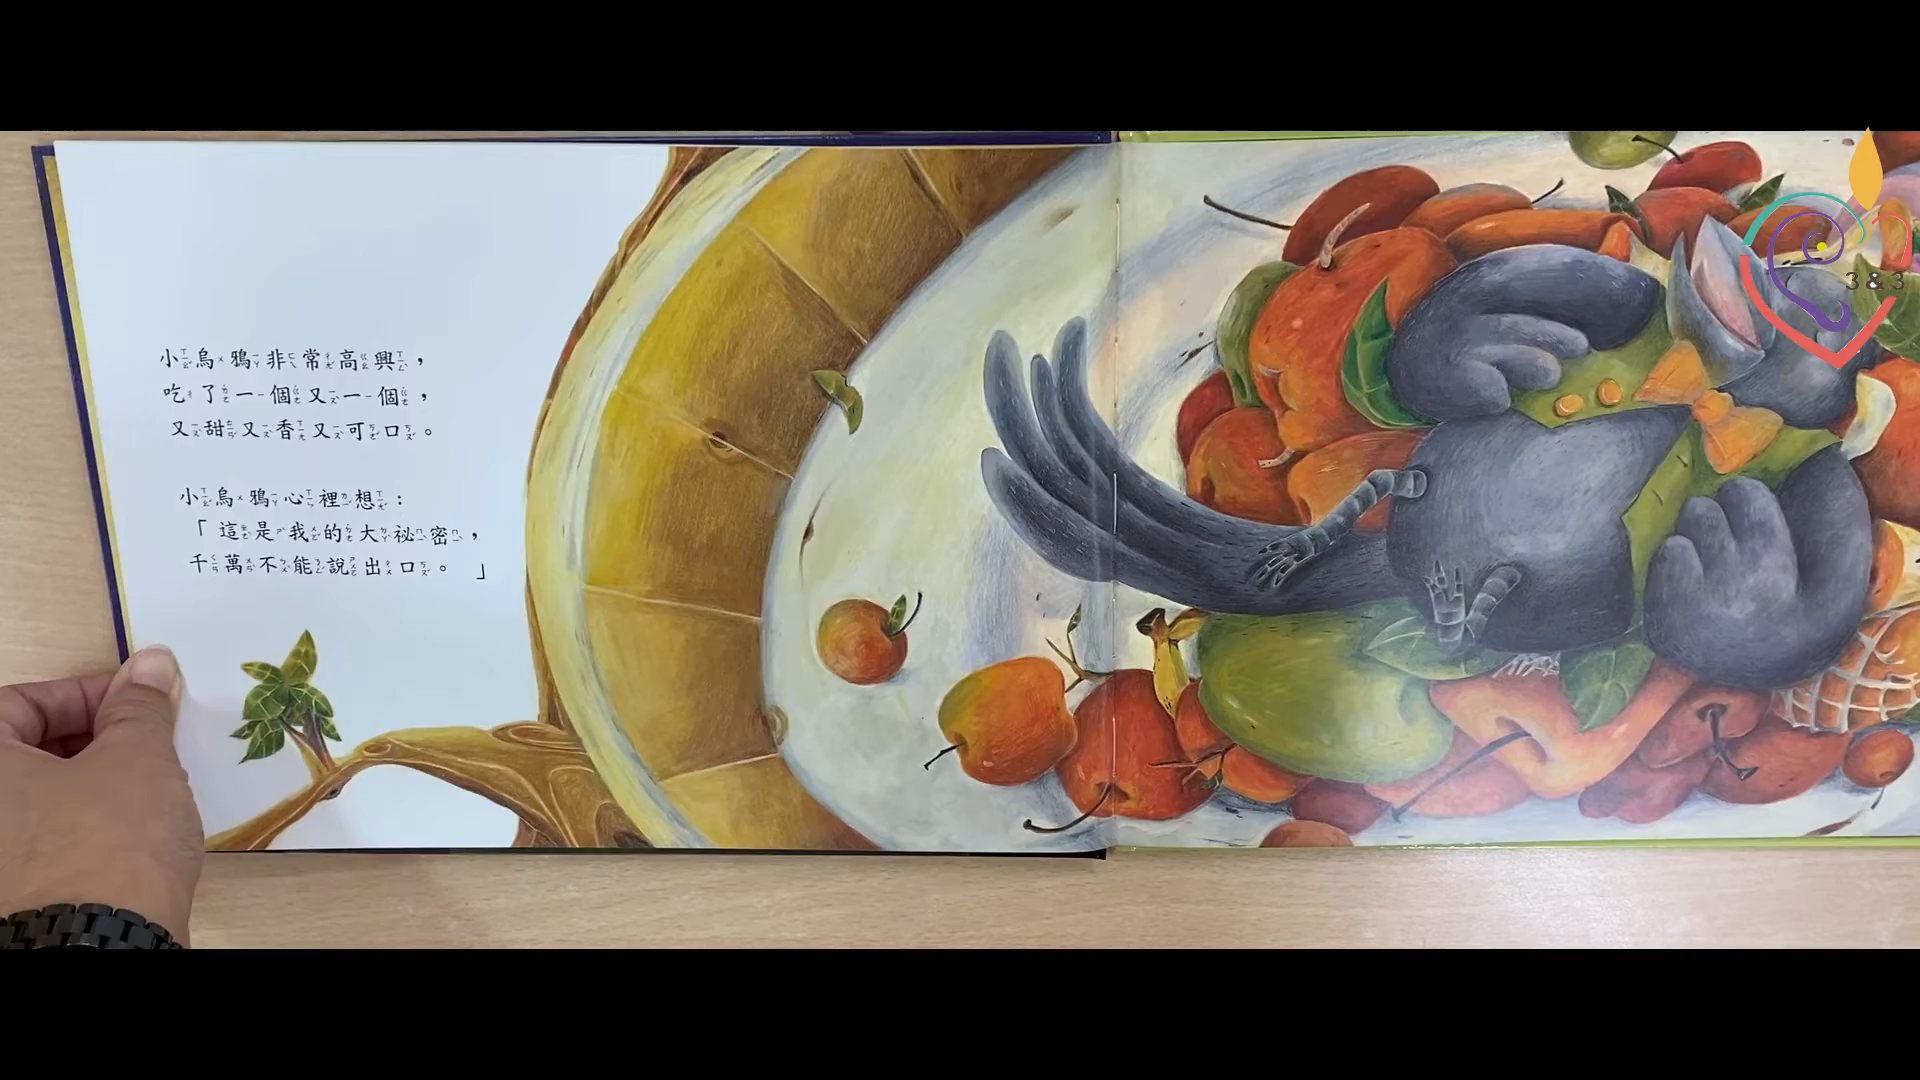 小烏鴉非常高興，
吃了一個又一個，
又甜又香又可口。
小烏鴉心裡想：
「這是我的大祕密，
千萬不能說出口。」
3&3